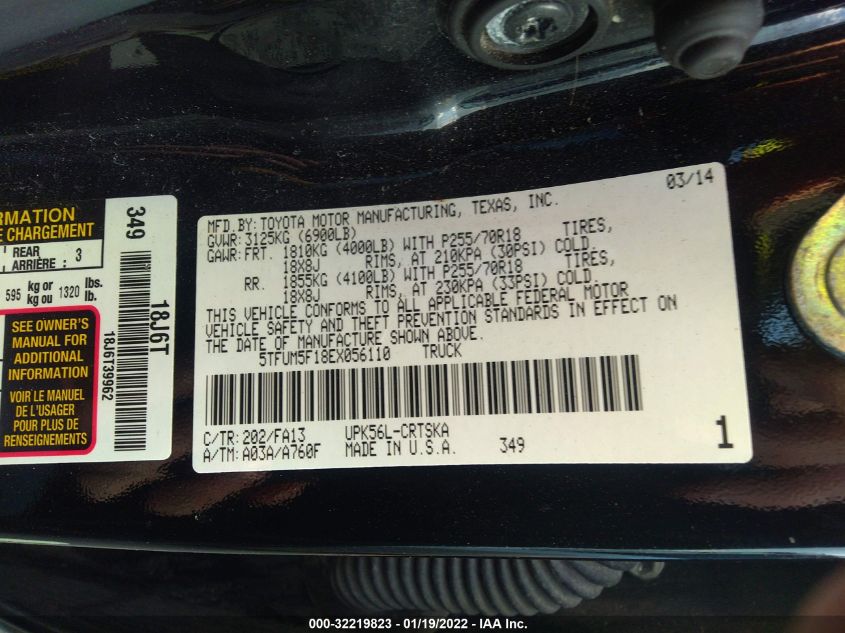 RMATION
E CHARGEMENT
REAR
ARRIÈRE : 3
595 kg or 1320 lbs.
kg ou lb.
SEE OWNER'S
MANUAL FOR
ADDITIONAL
INFORMATION
VOIR LE MANUEL
DE L'USAGER
POUR PLUS DE
RENSEIGNEMENTS
349
18J6T
18J6T39962
03/14
MFD.BY: TOYOTA MOTOR MANUFACTURING, TEXAS, INC.
GVWR: 3125KG (6900LB)
GAWR: FRT. 1810KG (4000LB) WITH P255/70R18 TIRES,
18X8J RIMS, AT 210KPA (30PSI) COLD.
RR. 1855KG (4100LB) WITH P255/70R18 TIRES,
18X8J RIMS, AT 230KPA (33PSI) COLD
THIS VEHICLE CONFORMS TO ALL APPLICABLE FEDERAL MOTOR
VEHICLE SAFETY AND THEFT PREVENTION STANDARDS IN EFFECT ON
THE DATE OF MANUFACTURE SHOWN ABOVE.
5TFUM5F18EX056110 TRUCK
C/TR: 202/FA13 UPK56L-CRTSKA
A/TM: A03A/A760F MADE IN U.S.A. 349
1
000-32219823 - 01/19/2022 - IAA Inc.